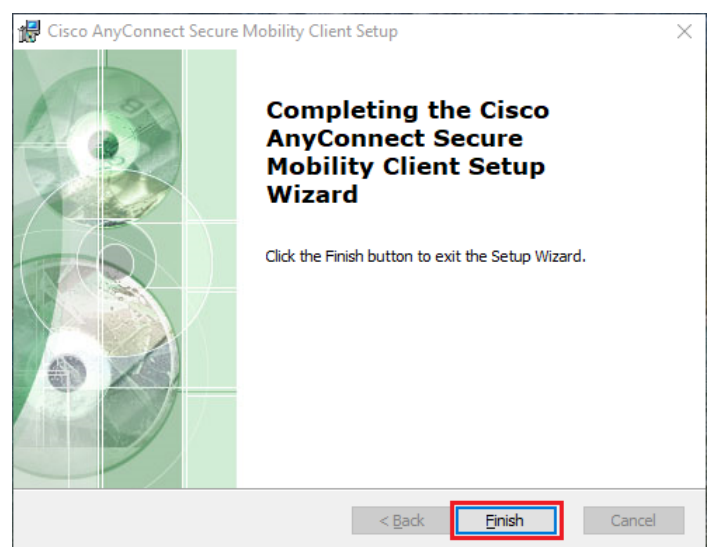 Cisco AnyConnect Secure Mobility Client Setup
Completing the Cisco
AnyConnect Secure
Mobility Client Setup
Wizard
Click the Finish button to exit the Setup Wizard.
< Back
Finish
Cancel